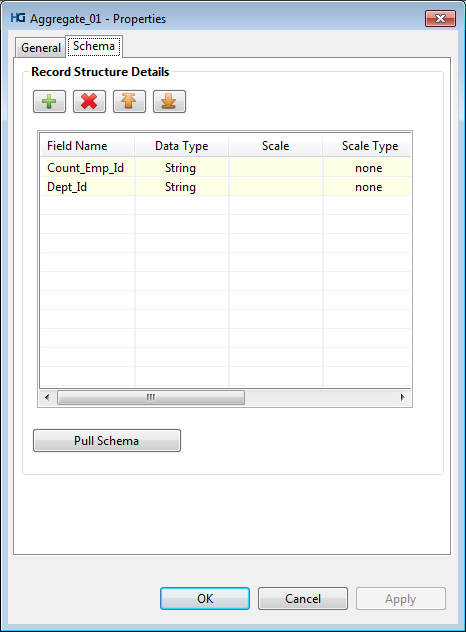 HG Aggregate_01 - Properties
General Schema
Record Structure Details
Field Name Data Type Scale Scale Type
Count_Emp_Id String none
Dept_Id String none
Pull Schema
OK Cancel Apply